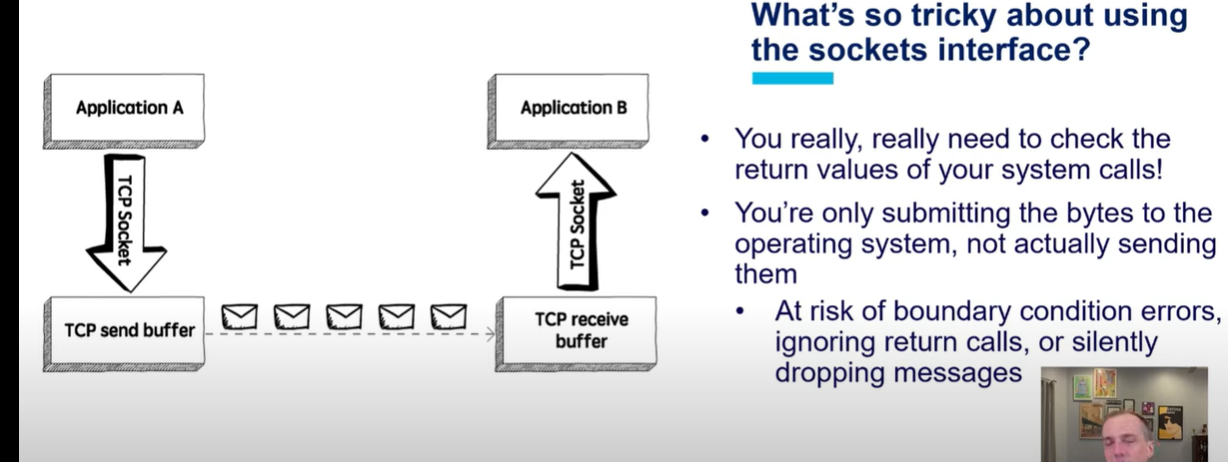 What's so tricky about using
the sockets interface?
Application A
Application B
TCP Socket
TCP Socket
TCP send buffer
TCP receive
buffer
• You really, really need to check the
return values of your system calls!
• You're only submitting the bytes to the
operating system, not actually sending
them
• At risk of boundary condition errors,
ignoring return calls, or silently
dropping messages